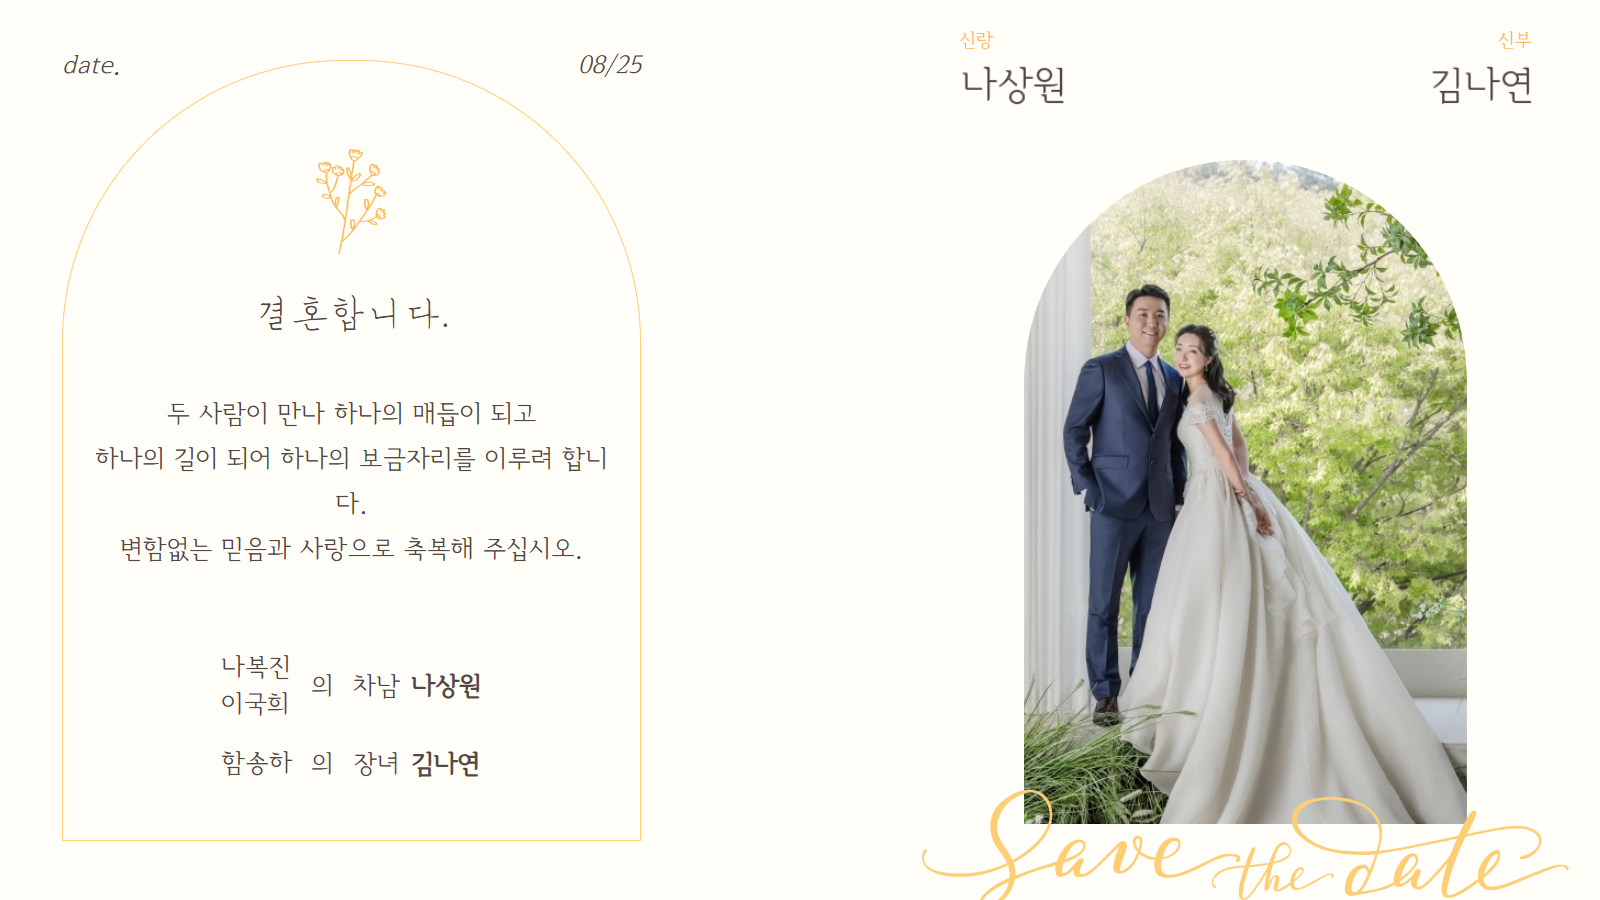 date.
08/25
결혼합니다.
두 사람이 만나 하나의 매듭이 되고
하나의 길이 되어 하나의 보금자리를 이루려 합니
다.
변함없는 믿음과 사랑으로 축복해 주십시오.
나복진
이국희
의 차남 나상원
함송하 의 장녀 김나연
신랑
나상원
신부
김나연
Save the date